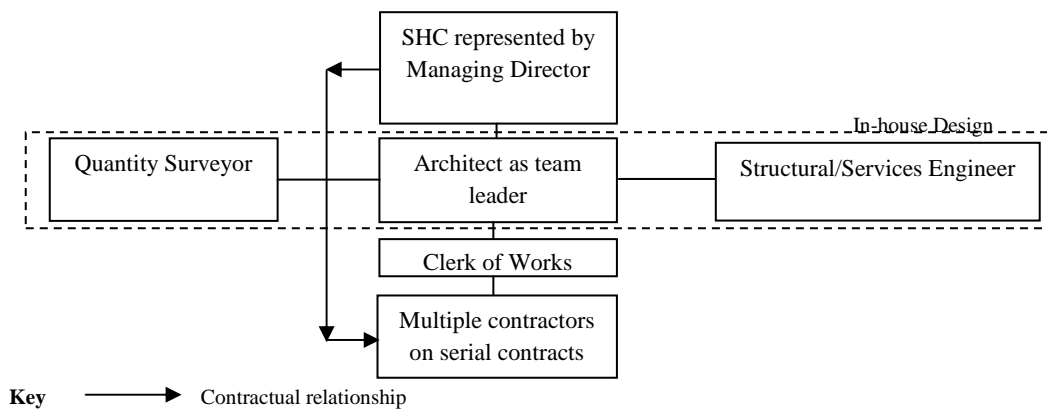 SHC represented by
Managing Director
In-house Design
Quantity Surveyor
Architect as team
leader
Structural/Services Engineer
Clerk of Works
Multiple contractors
on serial contracts
Key
Contractual relationship